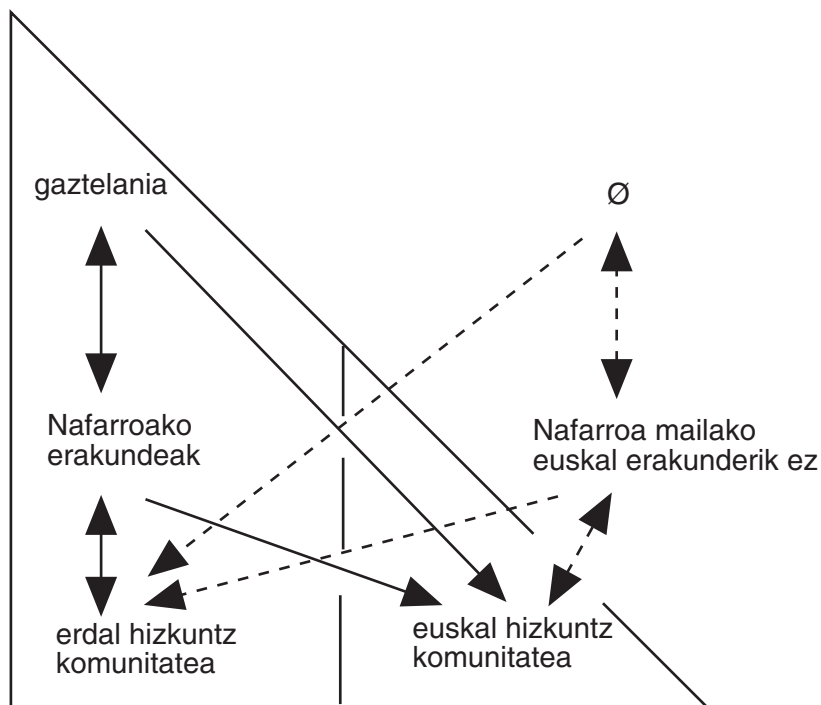 gaztelania
Ø
Nafarroako
erakundeak
Nafarroa mailako
euskal erakunderik ez
erdal hizkuntz
komunitatea
euskal hizkuntz
komunitatea